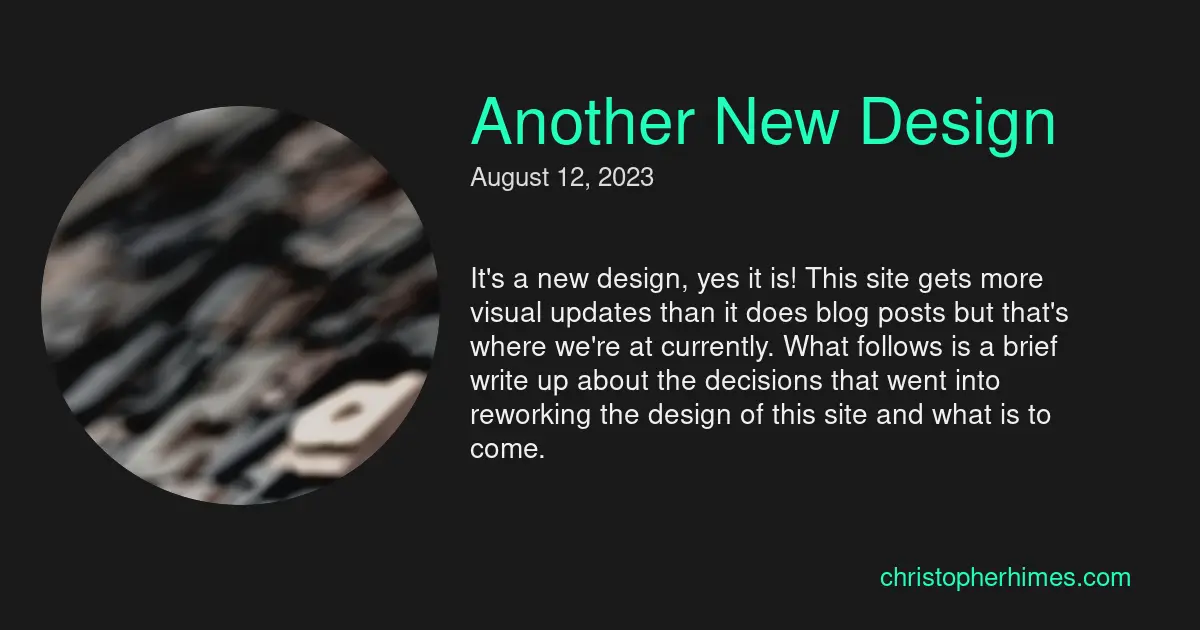 Another New Design
August 12, 2023
It's a new design, yes it is! This site gets more
visual updates than it does blog posts but that's
where we're at currently. What follows is a brief
write up about the decisions that went into
reworking the design of this site and what is to
come.
christopherhimes.com